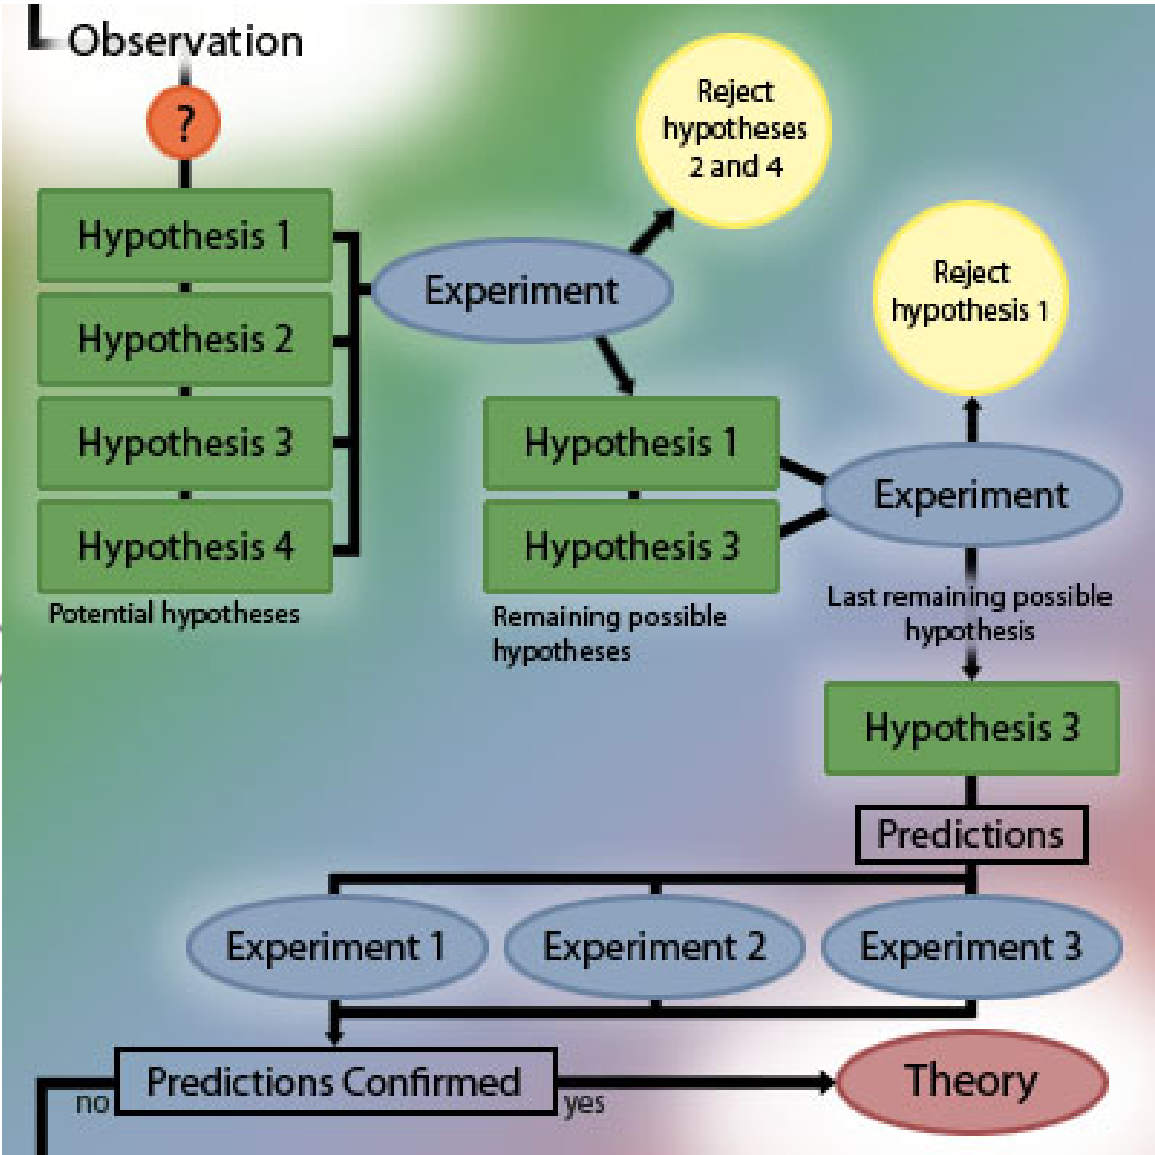 Observation
?
Hypothesis 1
Hypothesis 2
Hypothesis 3
Hypothesis 4
Potential hypotheses
Experiment
Reject
hypotheses
2 and 4
Hypothesis 1
Hypothesis 3
Remaining possible
hypotheses
Experiment
Reject
hypothesis 1
Last remaining possible
hypothesis
Hypothesis 3
Predictions
Experiment 1
Experiment 2
Experiment 3
Predictions Confirmed
no
yes
Theory